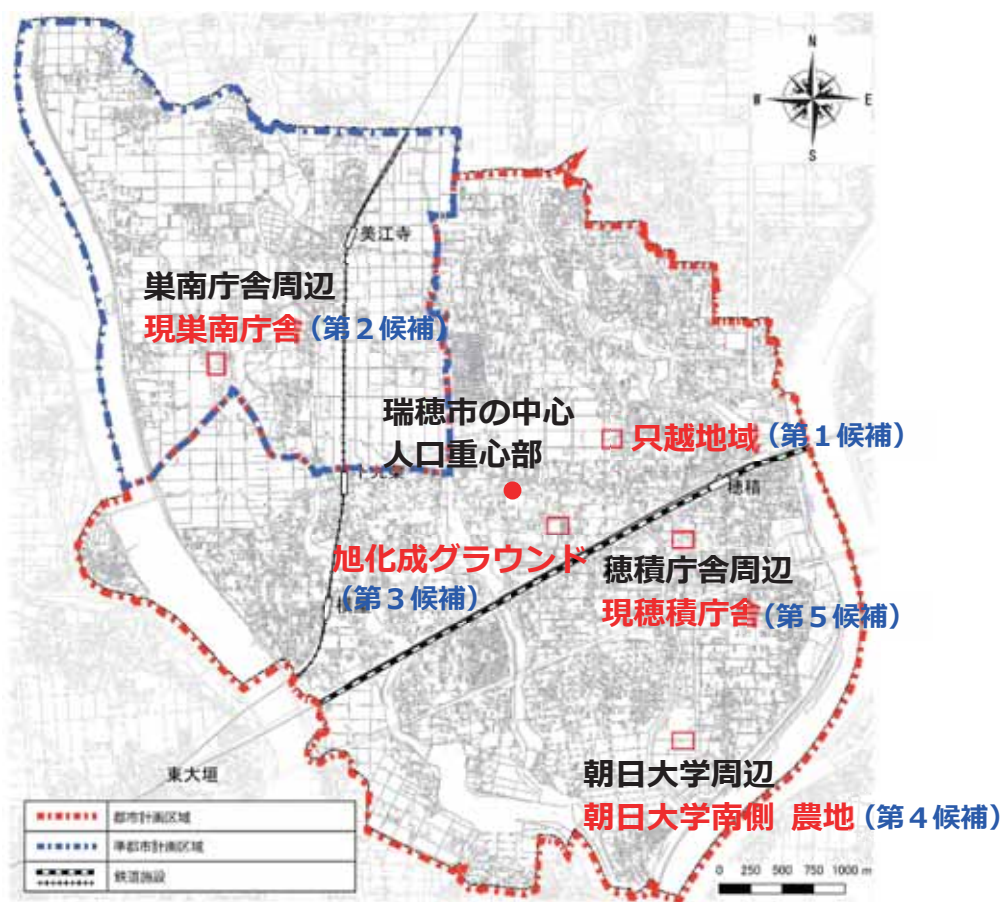 N
W
E
S
美江寺
巣南庁舎周辺
現巣南庁舎（第２候補）
瑞穂市の中心
人口重心部
只越地域（第１候補）
穂積
旭化成グラウンド
（第３候補）
穂積庁舎周辺
現穂積庁舎（第５候補）
東大垣
朝日大学周辺
朝日大学南側 農地（第４候補）
都市計画区域
準都市計画区域
鉄道施設
0 250 500 750 1000 m